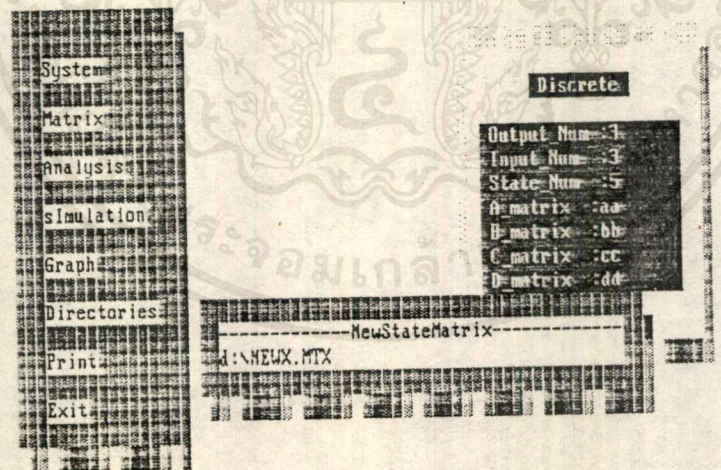 System
Matrix
Analysis
sImulation
Graph
Directories
Print
Exit
Discrete
Output_Num :3
Input_Num :3
State_Num :5
A_matrix :aa
B_matrix :bb
C_matrix :cc
D_matrix :dd
NewStateMatrix
d:\NEWX.MTX